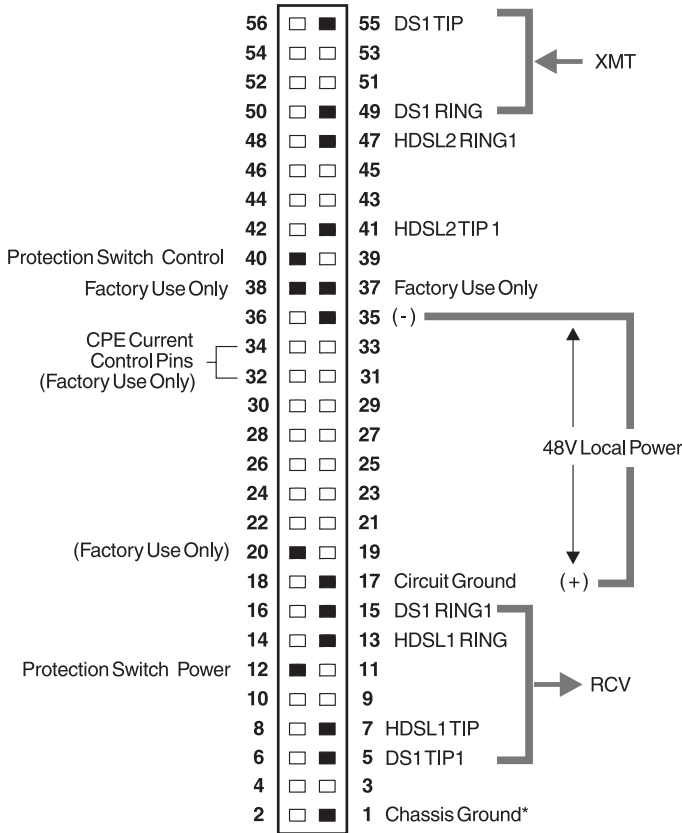 56 55 DS1 TIP
54 53
XMT
52 51
50 49 DS1 RING
48 47 HDSL2 RING1
46 45
44 43
42 41 HDSL2 TIP 1
Protection Switch Control 40 39
Factory Use Only 38 37 Factory Use Only
36 35 (-)
CPE Current
Control Pins
(Factory Use Only)
34 33
32 31
30 29
28 27
48V Local Power
26 25
24 23
22 21
(Factory Use Only) 20 19
18 17 Circuit Ground (+)
16 15 DS1 RING1
14 13 HDSL1 RING
Protection Switch Power 12 11
RCV
10 9
8 7 HDSL1 TIP
6 5 DS1 TIP1
4 3
2 1 Chassis Ground*